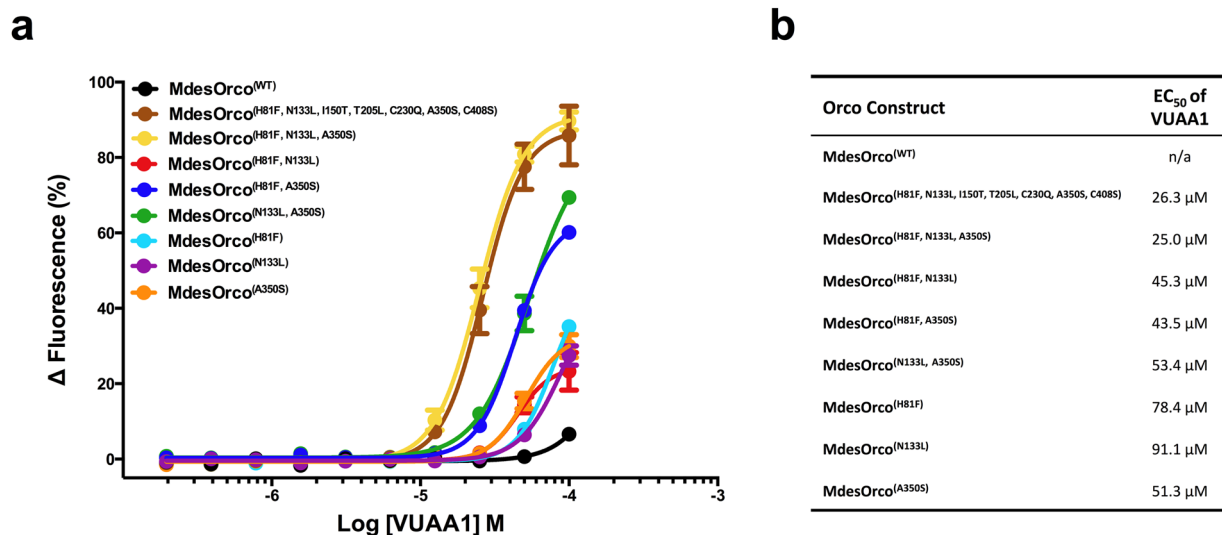 a
b
Δ Fluorescence (%)
100
80
60
40
20
0
-6
-5
-4
-3
Log [VUAA1] M
MdesOrco(WT)
MdesOrco(H81F, N133L, I150T, T205L, C230Q, A350S, C408S)
MdesOrco(H81F, N133L, A350S)
MdesOrco(H81F, N133L)
MdesOrco(H81F, A350S)
MdesOrco(N133L, A350S)
MdesOrco(H81F)
MdesOrco(N133L)
MdesOrco(A350S)
Orco Construct EC50 of VUAA1
MdesOrco(WT) n/a
MdesOrco(H81F, N133L, I150T, T205L, C230Q, A350S, C408S) 26.3 µM
MdesOrco(H81F, N133L, A350S) 25.0 µM
MdesOrco(H81F, N133L) 45.3 µM
MdesOrco(H81F, A350S) 43.5 µM
MdesOrco(N133L, A350S) 53.4 µM
MdesOrco(H81F) 78.4 µM
MdesOrco(N133L) 91.1 µM
MdesOrco(A350S) 51.3 µM